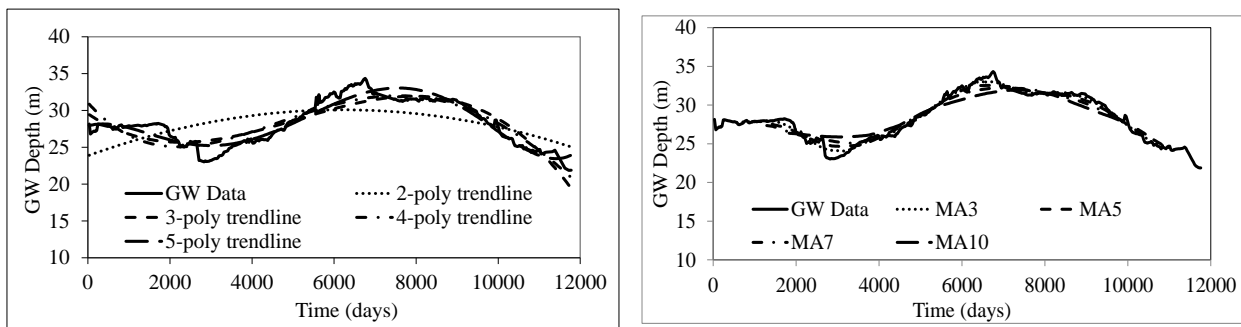 40
35
30
25
20
15
10
GW Depth (m)
GW Data
2-poly trendline
3-poly trendline
4-poly trendline
5-poly trendline
0 2000 4000 6000 8000 10000 12000
Time (days)
40
35
30
25
20
15
10
GW Depth (m)
GW Data
MA3
MA5
MA7
MA10
0 2000 4000 6000 8000 10000 12000
Time (days)